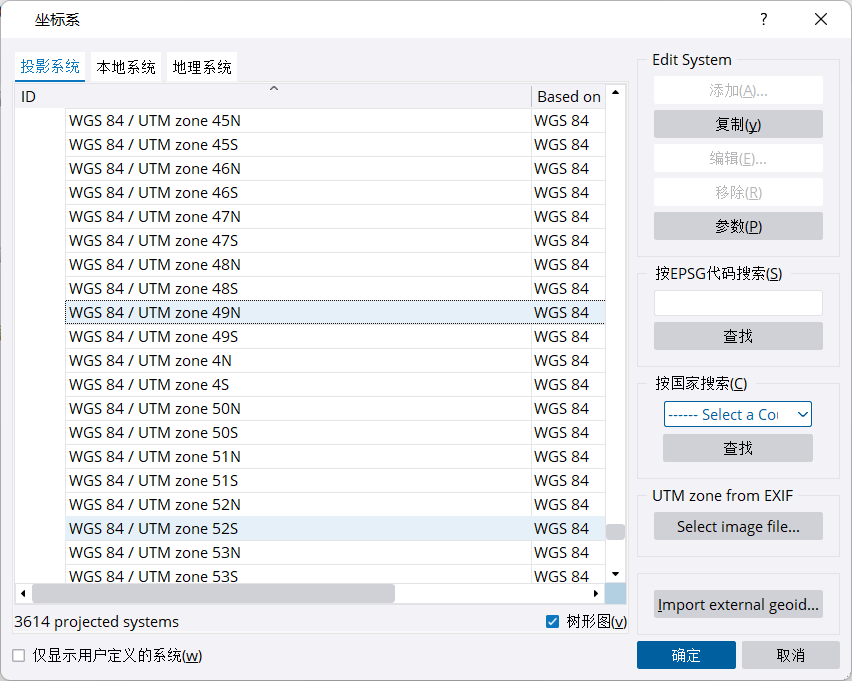 坐标系
投影系统 本地系统 地理系统
ID Based on
WGS 84 / UTM zone 45N WGS 84
WGS 84 / UTM zone 45S WGS 84
WGS 84 / UTM zone 46N WGS 84
WGS 84 / UTM zone 46S WGS 84
WGS 84 / UTM zone 47N WGS 84
WGS 84 / UTM zone 47S WGS 84
WGS 84 / UTM zone 48N WGS 84
WGS 84 / UTM zone 48S WGS 84
WGS 84 / UTM zone 49N WGS 84
WGS 84 / UTM zone 49S WGS 84
WGS 84 / UTM zone 4N WGS 84
WGS 84 / UTM zone 4S WGS 84
WGS 84 / UTM zone 50N WGS 84
WGS 84 / UTM zone 50S WGS 84
WGS 84 / UTM zone 51N WGS 84
WGS 84 / UTM zone 51S WGS 84
WGS 84 / UTM zone 52N WGS 84
WGS 84 / UTM zone 52S WGS 84
WGS 84 / UTM zone 53N WGS 84
WGS 84 / UTM zone 53S WGS 84
3614 projected systems 树形图(v)
仅显示用户定义的系统(w)
Edit System
添加(A)...
复制(y)
编辑(E)...
移除(R)
参数(P)
按EPSG代码搜索(S)
查找
按国家搜索(C)
------ Select a Cou
查找
UTM zone from EXIF
Select image file...
Import external geoid...
确定 取消